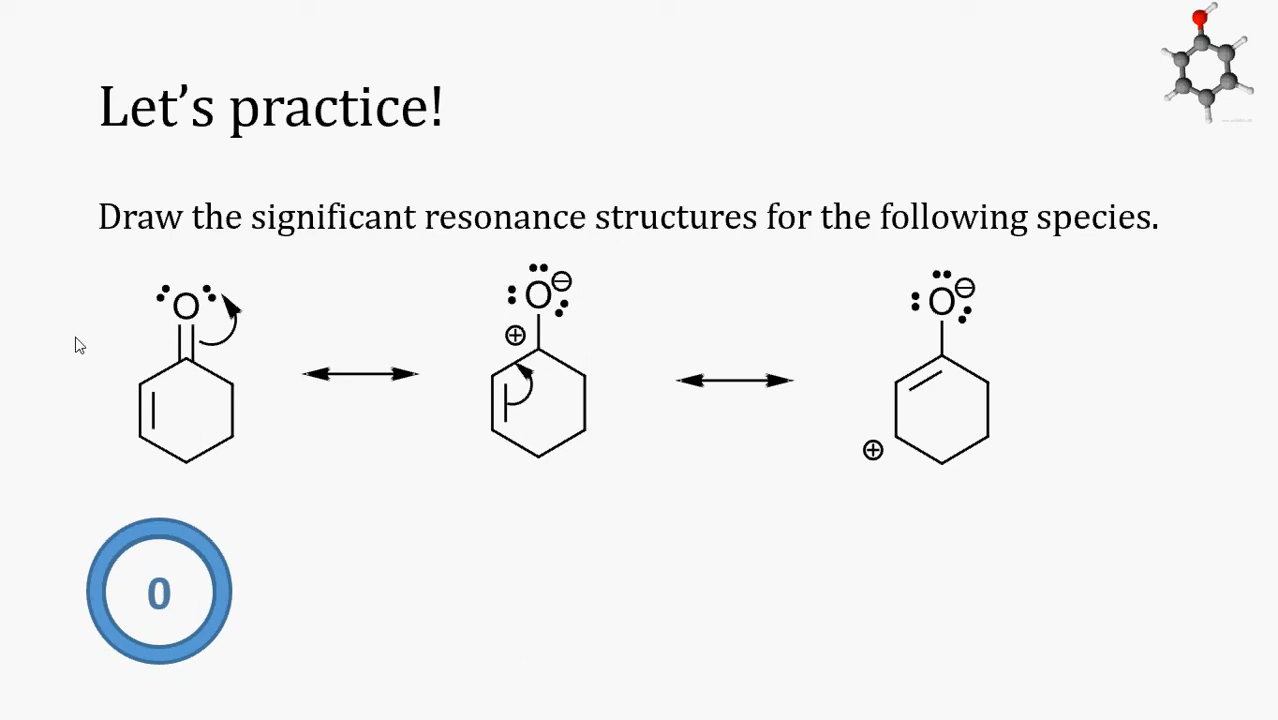 Let’s practice!
Draw the significant resonance structures for the following species.
O O⊖ O⊖
⊕
⊕
0